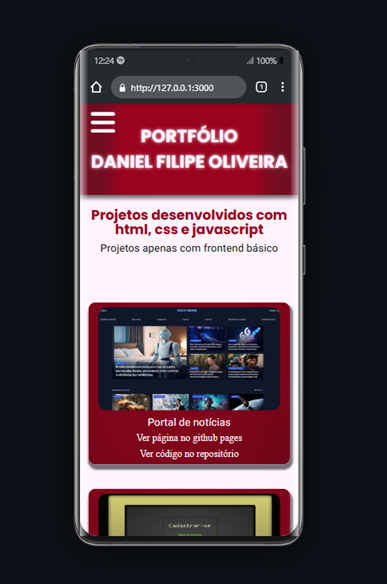 12:24
100%
http://127.0.0.1:3000
1
PORTFÓLIO
DANIEL FILIPE OLIVEIRA
Projetos desenvolvidos com
html, css e javascript
Projetos apenas com frontend básico
TECH NEWS
Portal de notícias
Ver página no github pages
Ver código no repositório
Cadastrar-se